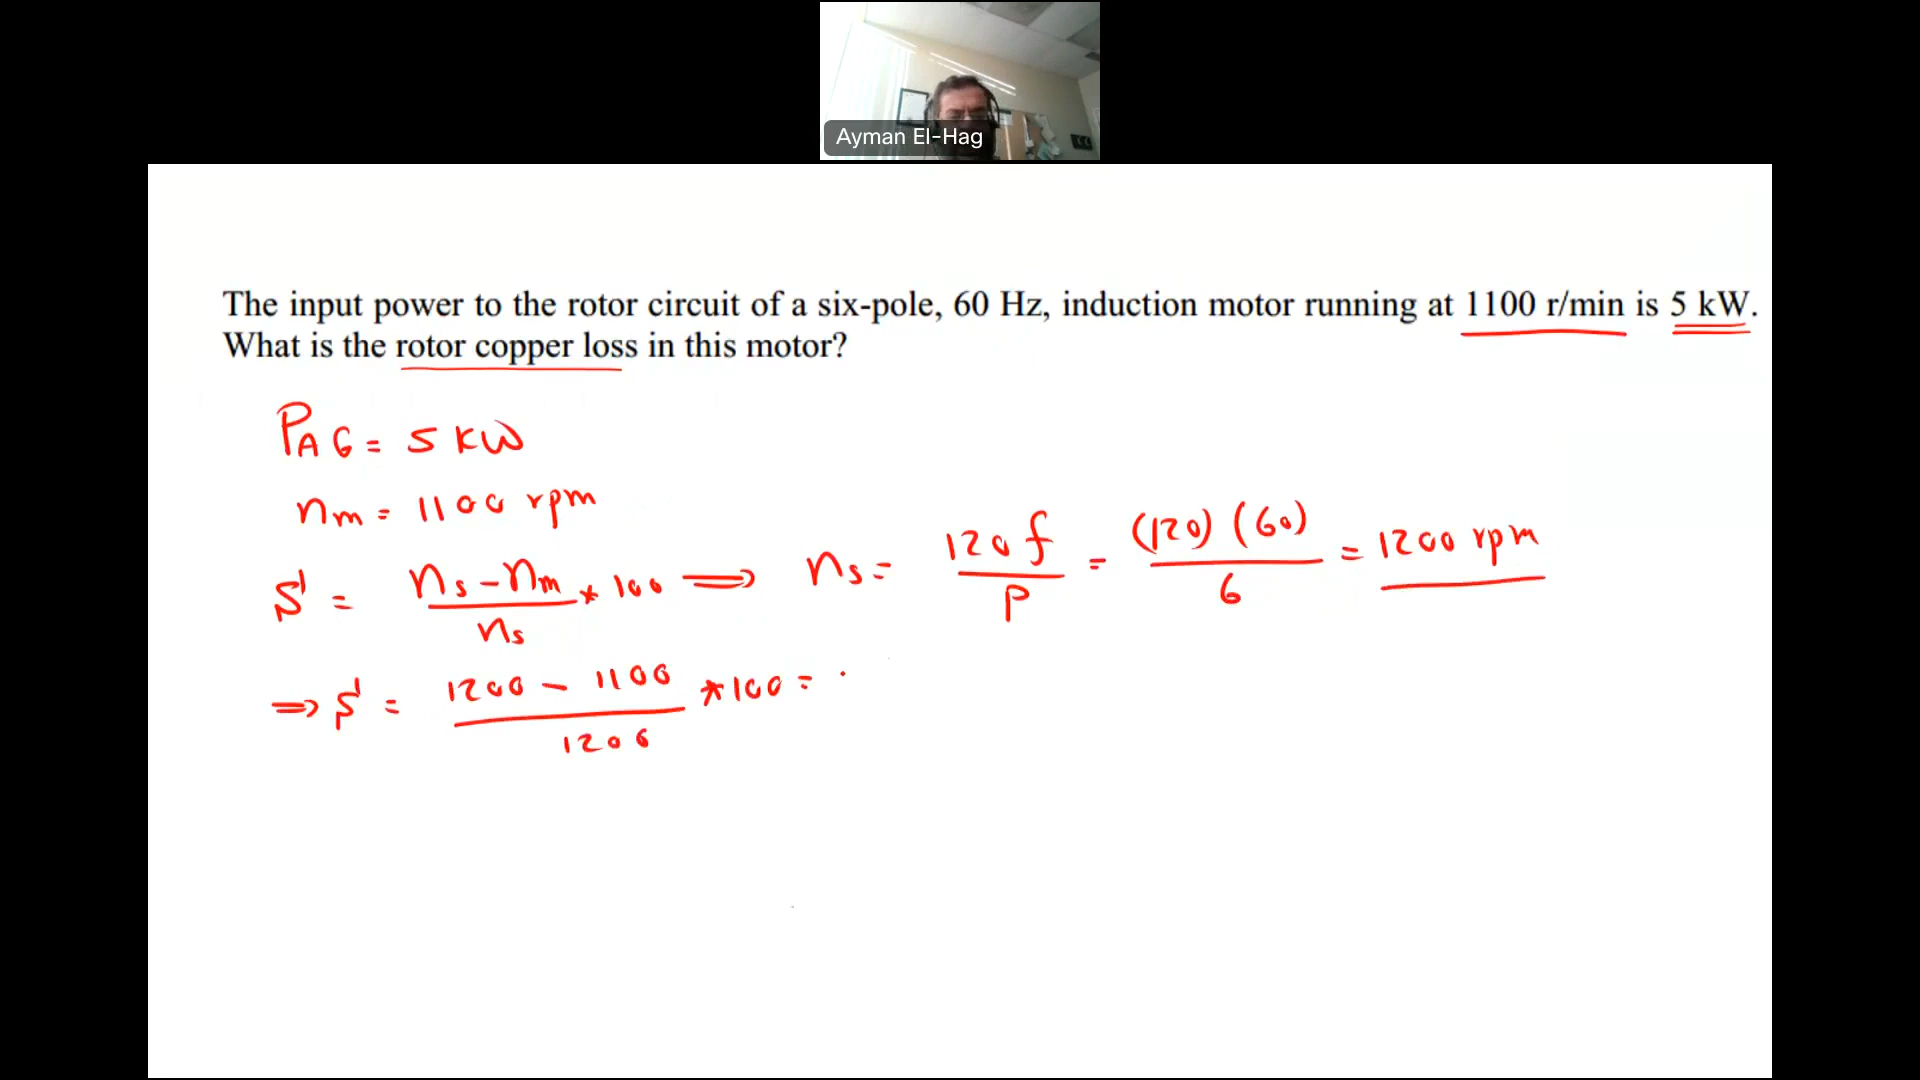 Ayman El-Hag
The input power to the rotor circuit of a six-pole, 60 Hz, induction motor running at 1100 r/min is 5 kW.
What is the rotor copper loss in this motor?
PAG = 5 KW
nm = 1100 rpm
S = (ns - nm) / ns * 100 ⟹ ns = 120 f / P = (120) (60) / 6 = 1200 rpm
⟹ S = (1200 - 1100) / 1200 * 100 =